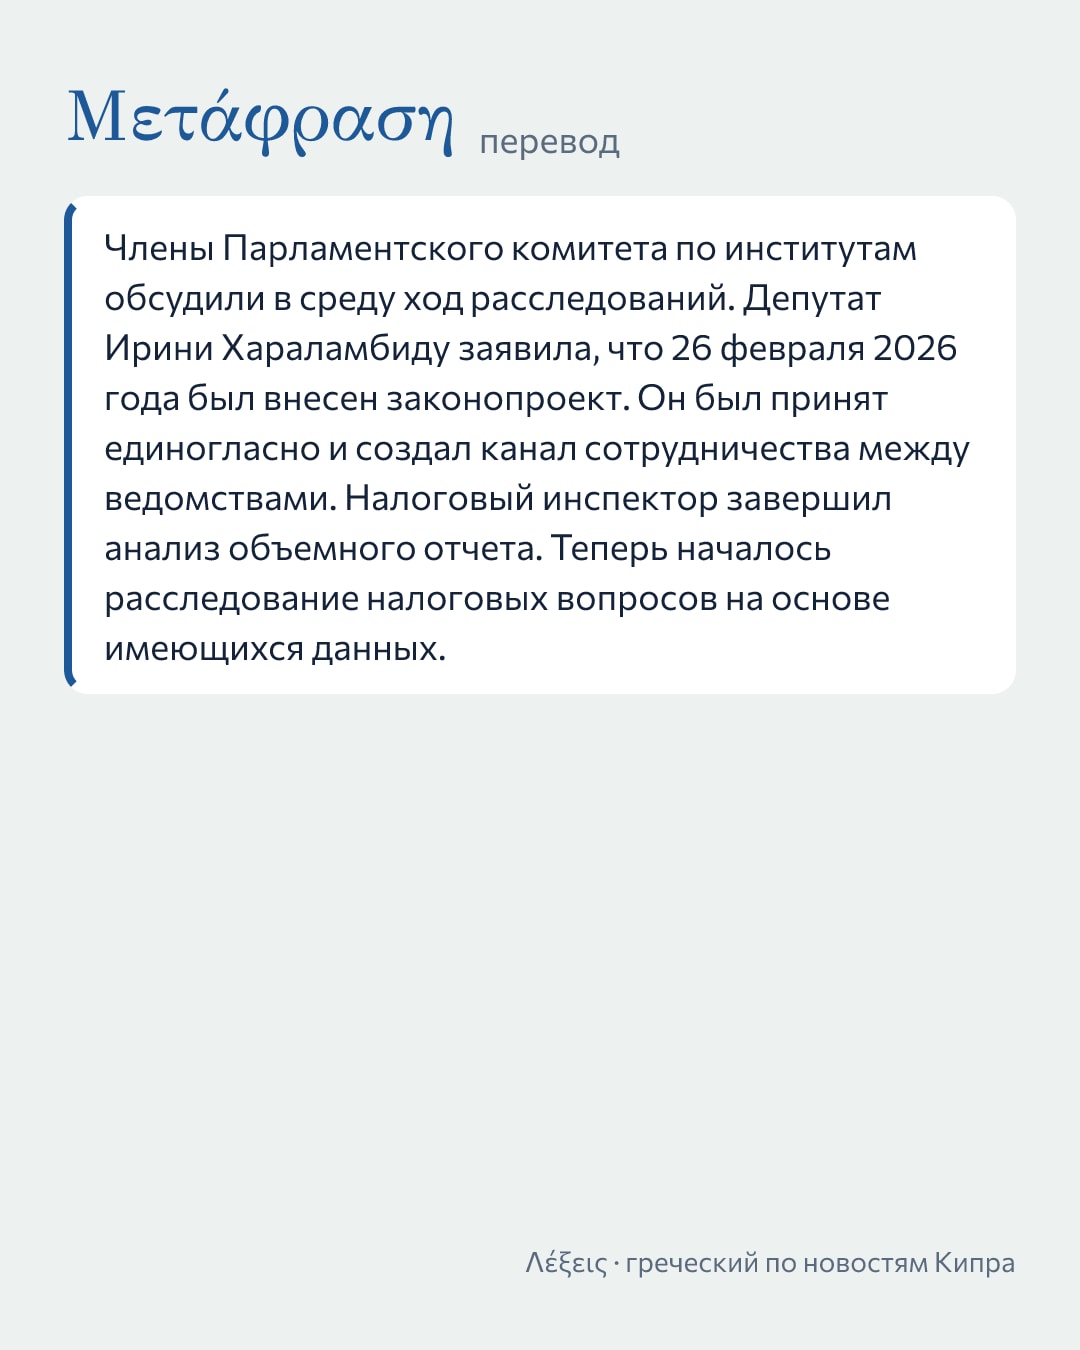 Μετάφραση перевод
Члены Парламентского комитета по институтам
обсудили в среду ход расследований. Депутат
Ирини Хараламбиду заявила, что 26 февраля 2026
года был внесен законопроект. Он был принят
единогласно и создал канал сотрудничества между
ведомствами. Налоговый инспектор завершил
анализ объемного отчета. Теперь началось
расследование налоговых вопросов на основе
имеющихся данных.
Λέξεις · греческий по новостям Кипра